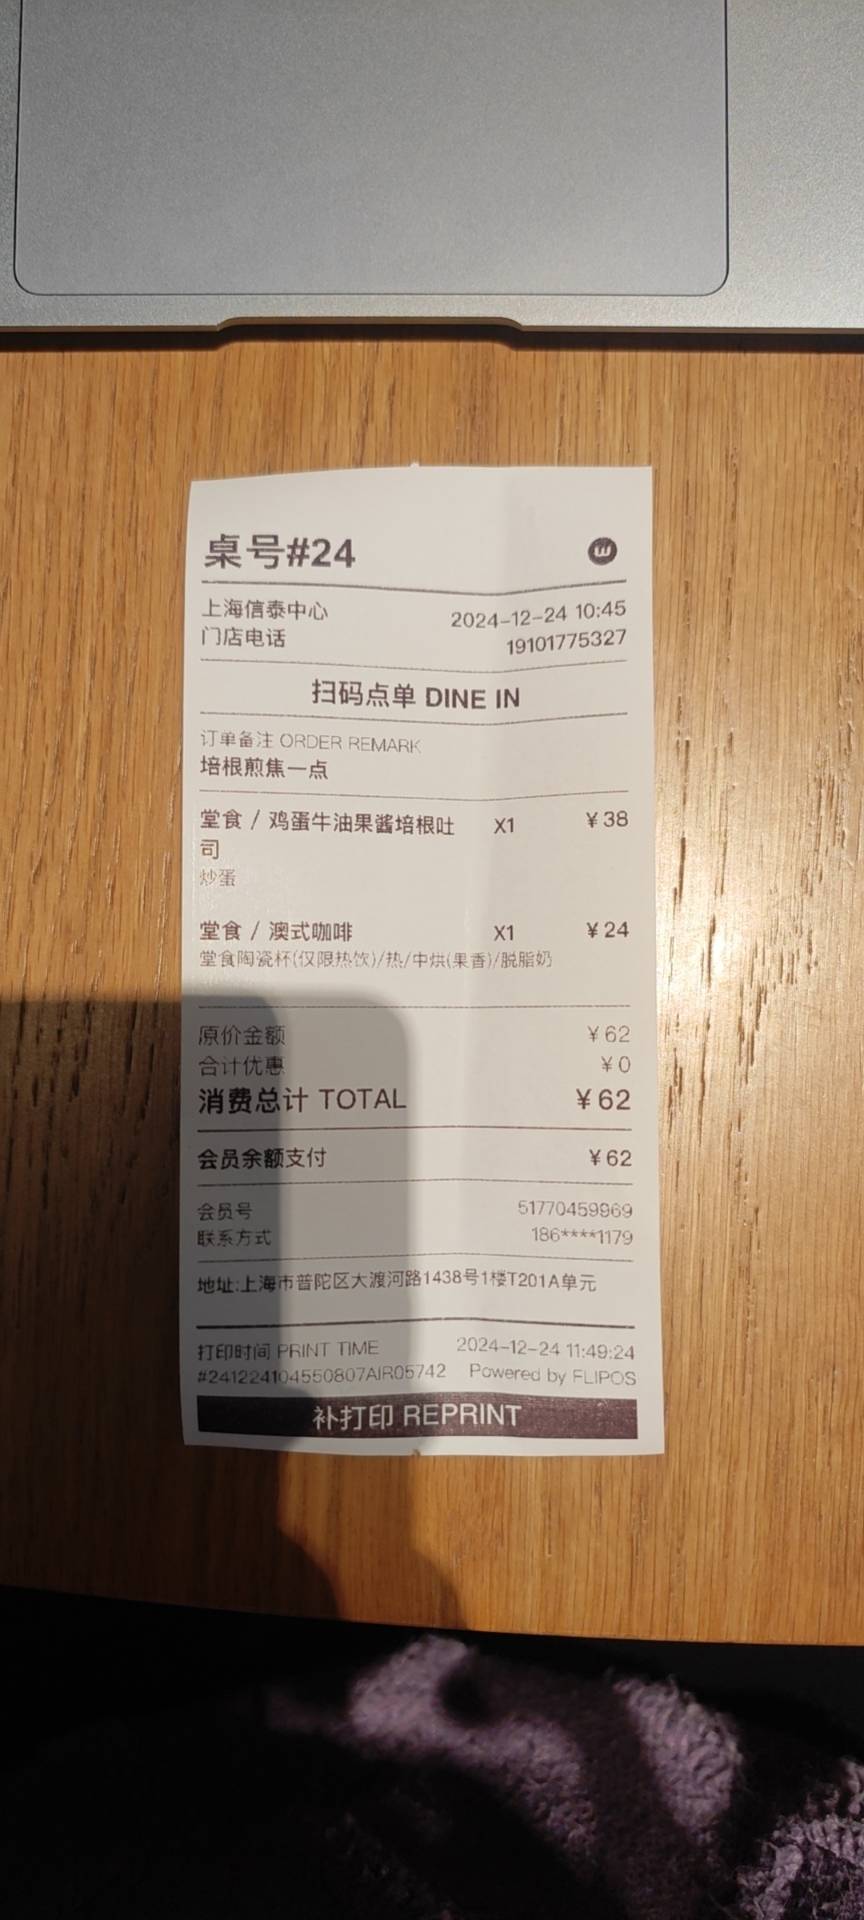 桌号#24
上海信泰中心 2024-12-24 10:45
门店电话 19101775327
扫码点单 DINE IN
订单备注 ORDER REMARK
培根煎焦一点
堂食 / 鸡蛋牛油果酱培根吐 X1 ¥38
司
炒蛋
堂食 / 澳式咖啡 X1 ¥24
堂食陶瓷杯(仅限热饮)/热/中烘(果香)/脱脂奶
原价金额 ¥62
合计优惠 ¥0
消费总计 TOTAL ¥62
会员余额支付 ¥62
会员号 51770459969
联系方式 186****1179
地址:上海市普陀区大渡河路1438号1楼T201A单元
打印时间 PRINT TIME 2024-12-24 11:49:24
#241224104550807AIR05742 Powered by FLIPOS
补打印 REPRINT